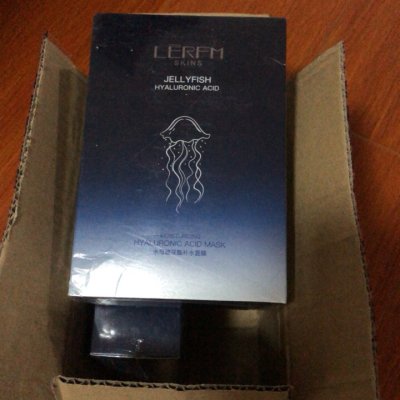 LERFM
SKINS
JELLYFISH
HYALURONIC ACID
HYALURONIC ACID MASK